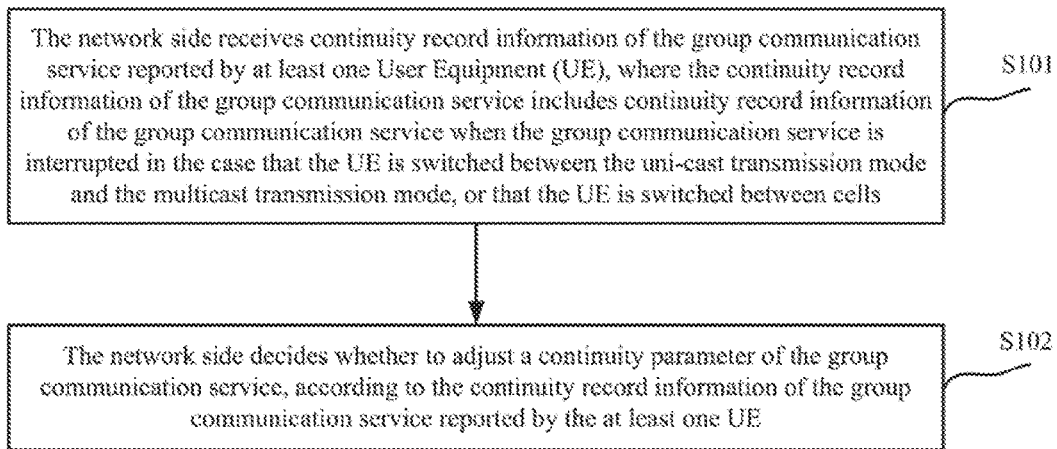 The network side receives continuity record information of the group communication
service reported by at least one User Equipment (UE), where the continuity record
information of the group communication service includes continuity record information
of the group communication service when the group communication service is
interrupted in the case that the UE is switched between the uni-cast transmission mode
and the multicast transmission mode, or that the UE is switched between cells
S101
The network side decides whether to adjust a continuity parameter of the group
communication service, according to the continuity record information of the group
communication service reported by the at least one UE
S102